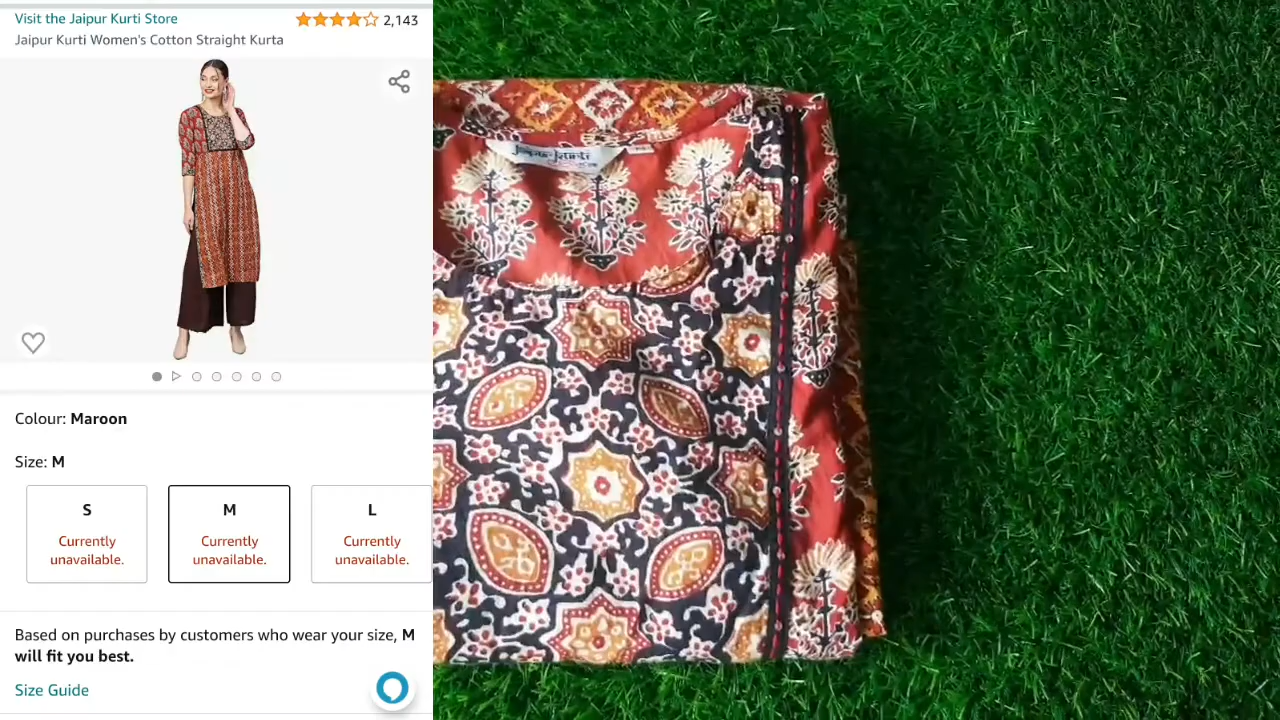 Visit the Jaipur Kurti Store
2,143
Jaipur Kurti Women's Cotton Straight Kurta
Colour: Maroon
Size: M
S
Currently
unavailable.
M
Currently
unavailable.
L
Currently
unavailable.
Based on purchases by customers who wear your size, M
will fit you best.
Size Guide